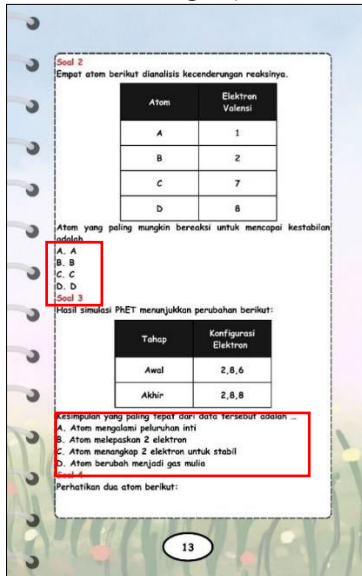 Soal 2
Empat atom berikut dianalisis kecenderungan reaksinya.
Atom Elektron Valensi
A 1
B 2
C 7
D 8
Atom yang paling mungkin bereaksi untuk mencapai kestabilan
adalah
A. A
B. B
C. C
D. D
Soal 3
Hasil simulasi PhET menunjukkan perubahan berikut:
Tahap Konfigurasi Elektron
Awal 2,8,6
Akhir 2,8,8
Kesimpulan yang paling tepat dari data tersebut adalah ...
A. Atom mengalami peluruhan inti
B. Atom melepaskan 2 elektron
C. Atom menangkap 2 elektron untuk stabil
D. Atom berubah menjadi gas mulia
Soal 4
Perhatikan dua atom berikut:
13